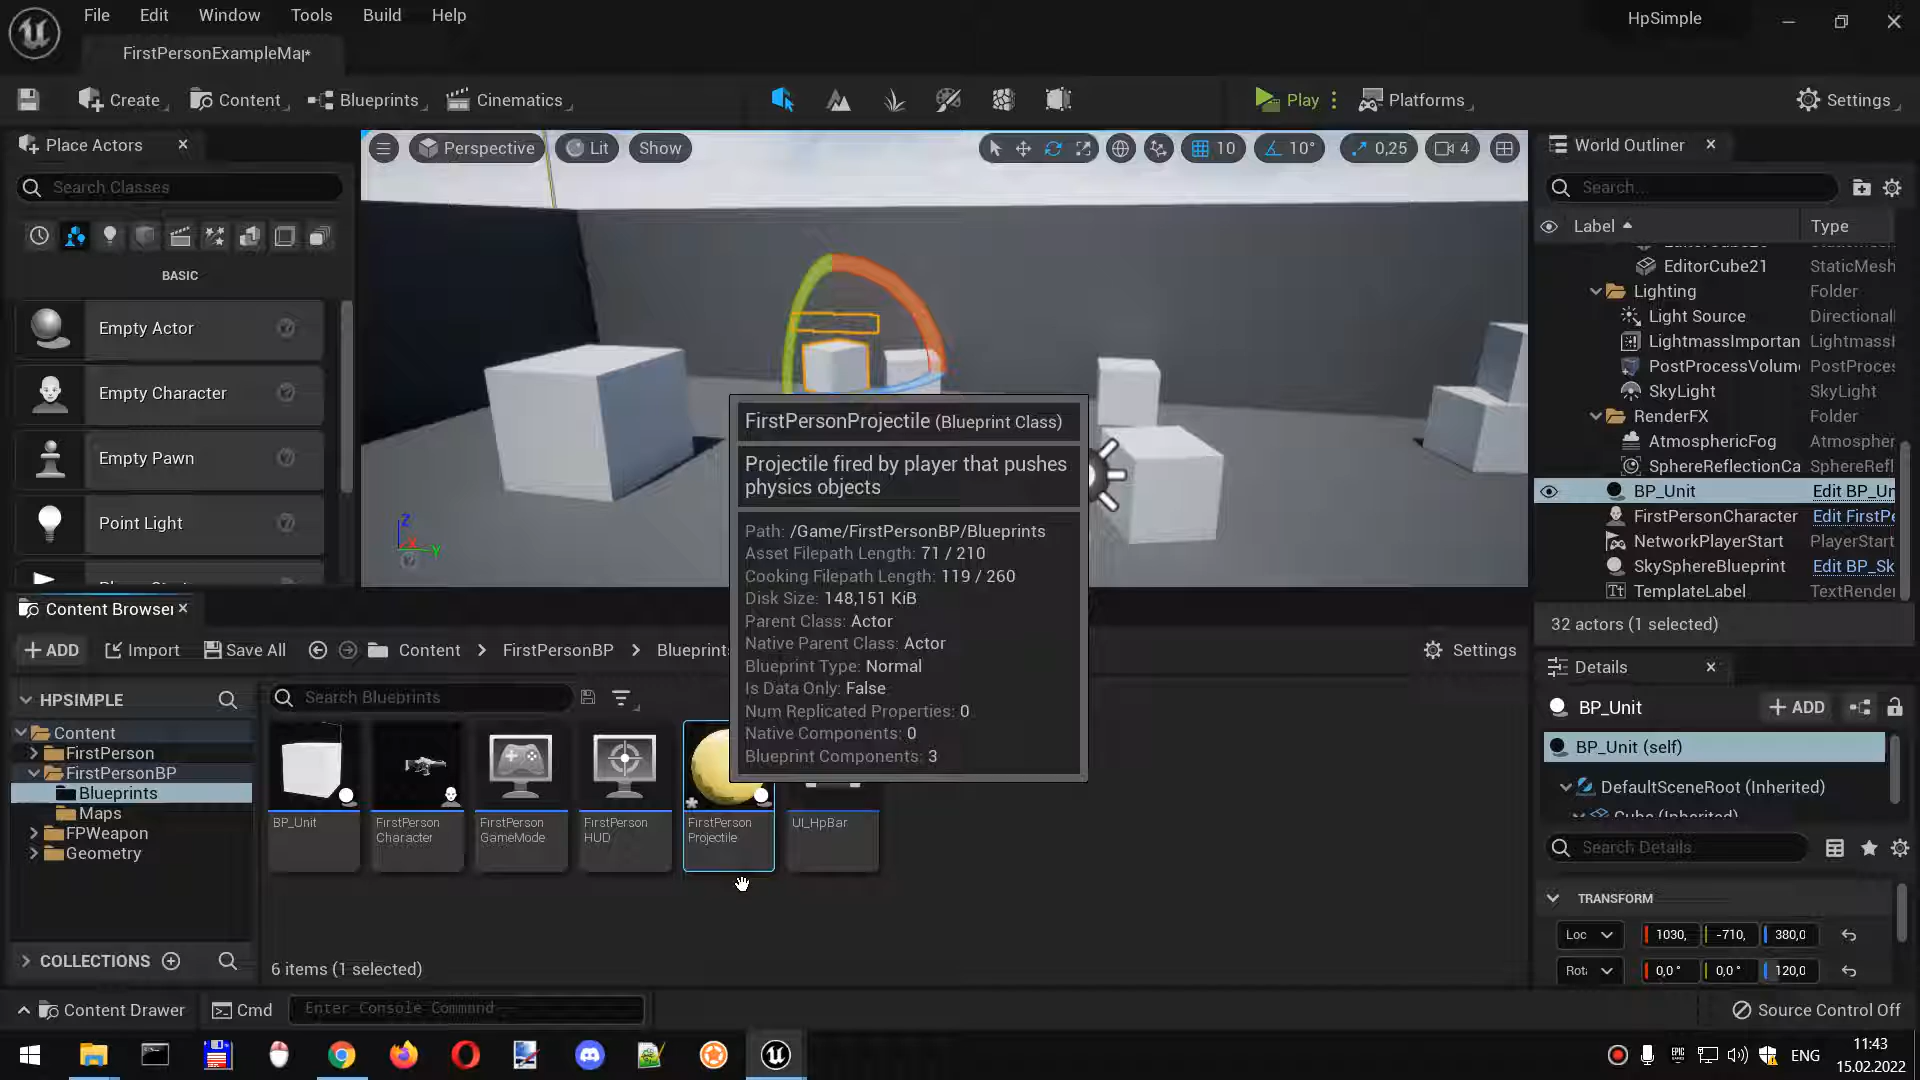 File Edit Window Tools Build Help
HpSimple
FirstPersonExampleMap*
Create Content Blueprints Cinematics Play Platforms Settings
Place Actors
Search Classes
BASIC
Empty Actor
Empty Character
Empty Pawn
Point Light
Perspective Lit Show
10 10° 0,25 4
FirstPersonProjectile (Blueprint Class)
Projectile fired by player that pushes
physics objects
Path: /Game/FirstPersonBP/Blueprints
Asset Filepath Length: 71 / 210
Cooking Filepath Length: 119 / 260
Disk Size: 148,151 KiB
Parent Class: Actor
Native Parent Class: Actor
Blueprint Type: Normal
Is Data Only: False
Num Replicated Properties: 0
Native Components: 0
Blueprint Components: 3
Z
X
Y
World Outliner
Search...
Label Type
EditorCube21 StaticMesh
Lighting Folder
Light Source Directional
LightmassImportan Lightmass
PostProcessVolum PostProces
SkyLight SkyLight
RenderFX Folder
AtmosphericFog Atmospher
SphereReflectionCa SphereRefl
BP_Unit Edit BP_Un
FirstPersonCharacter Edit FirstPe
NetworkPlayerStart PlayerStart
SkySphereBlueprint Edit BP_Sk
TemplateLabel TextRender
32 actors (1 selected)
Details
BP_Unit ADD
BP_Unit (self)
DefaultSceneRoot (Inherited)
Cube (Inherited)
Search Details
TRANSFORM
Loc 1030, -710, 380,0
Rot 0,0° 0,0° 120,0
Content Browser
ADD Import Save All Content FirstPersonBP Blueprints Settings
HPSIMPLE
Search Blueprints
Content
FirstPerson
FirstPersonBP
Blueprints
Maps
FPWeapon
Geometry
COLLECTIONS
BP_Unit
FirstPerson
Character
FirstPerson
GameMode
FirstPerson
HUD
FirstPerson
Projectile
UI_HpBar
6 items (1 selected)
Content Drawer Cmd Enter Console Command Source Control Off
ENG
11:43
15.02.2022